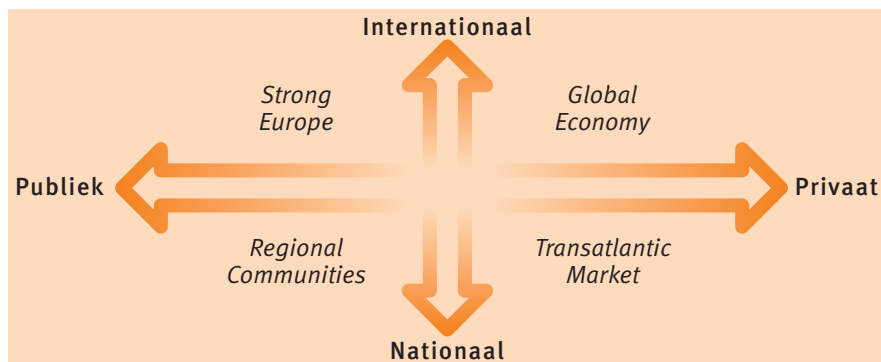 Internationaal
Strong
Europe
Global
Economy
Publiek
Privaat
Regional
Communities
Transatlantic
Market
Nationaal